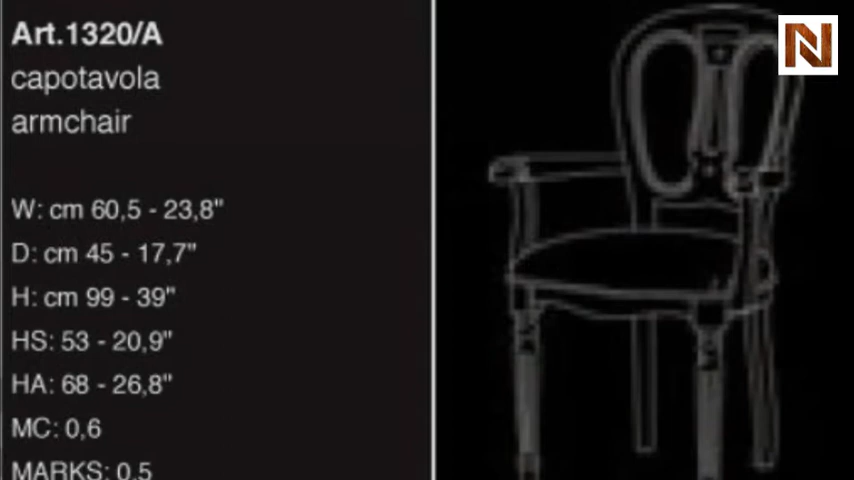 Art.1320/A
capotavola
armchair
W: cm 60,5 - 23,8"
D: cm 45 - 17,7"
H: cm 99 - 39"
HS: 53 - 20,9"
HA: 68 - 26,8"
MC: 0,6
MARKS: 0,5
N